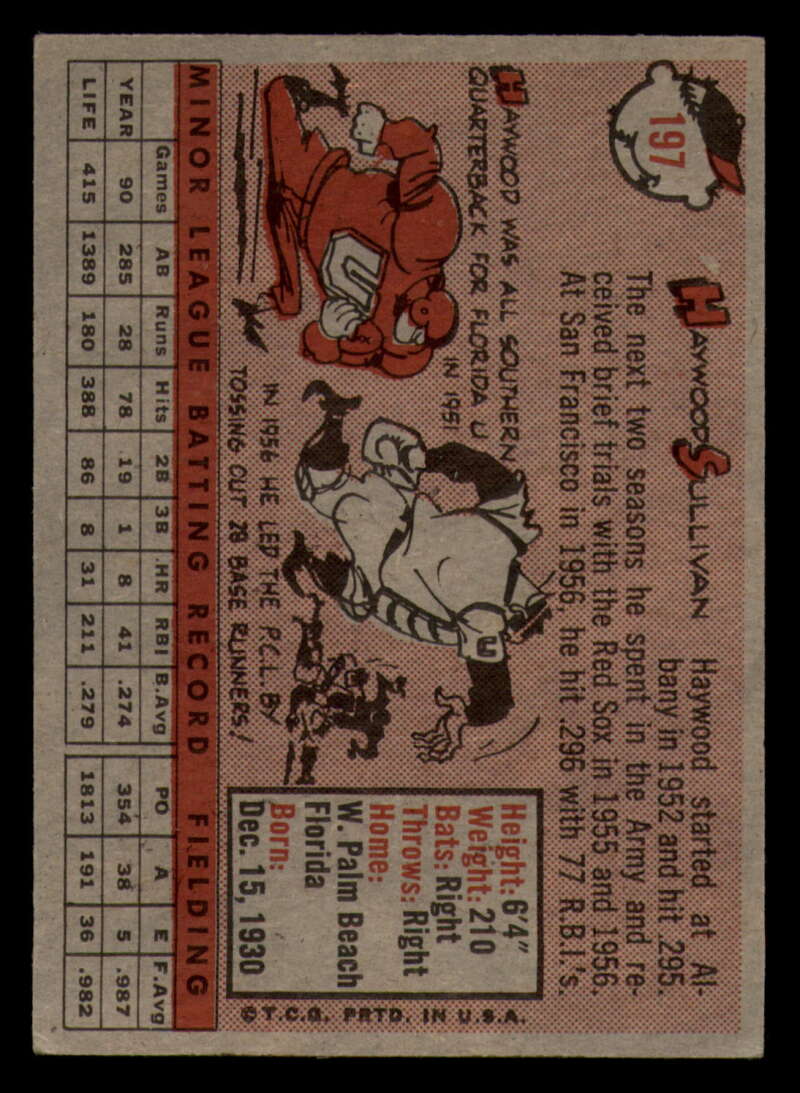 197
HAYWOOD SULLIVAN
Haywood started at Al-
bany in 1952 and hit .295.
The next two seasons he spent in the Army and re-
ceived brief trials with the Red Sox in 1955 and 1956.
At San Francisco in 1956, he hit .296 with 77 R.B.I.'s.
HAYWOOD WAS ALL SOUTHERN
QUARTERBACK FOR FLORIDA U
IN 1951
U
IN 1956 HE LED THE P.C.L. BY
TOSSING OUT 28 BASE RUNNERS!
Height: 6'4"
Weight: 210
Bats: Right
Throws: Right
Home:
W. Palm Beach
Florida
Born:
Dec. 15, 1930
© T.C.G. PRTD. IN U.S.A.
MINOR LEAGUE BATTING RECORD FIELDING
Games AB Runs Hits 2B 3B .HR RBI B.Avg PO A E F.Avg
YEAR 90 285 28 78 .19 1 8 41 .274 354 38 5 .987
LIFE 415 1389 180 388 86 8 31 211 .279 1813 191 36 .982